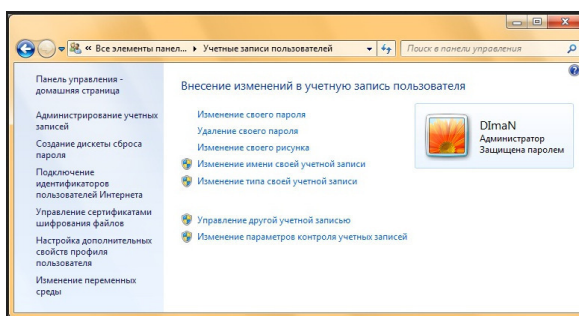 « Все элементы панел... ▸ Учетные записи пользователей
Поиск в панели управления
Панель управления -
домашняя страница
Администрирование учетных
записей
Создание дискеты сброса
пароля
Подключение
идентификаторов
пользователей Интернета
Управление сертификатами
шифрования файлов
Настройка дополнительных
свойств профиля
пользователя
Изменение переменных
среды
Внесение изменений в учетную запись пользователя
Изменение своего пароля
Удаление своего пароля
Изменение своего рисунка
Изменение имени своей учетной записи
Изменение типа своей учетной записи
Управление другой учетной записью
Изменение параметров контроля учетных записей
DImaN
Администратор
Защищена паролем